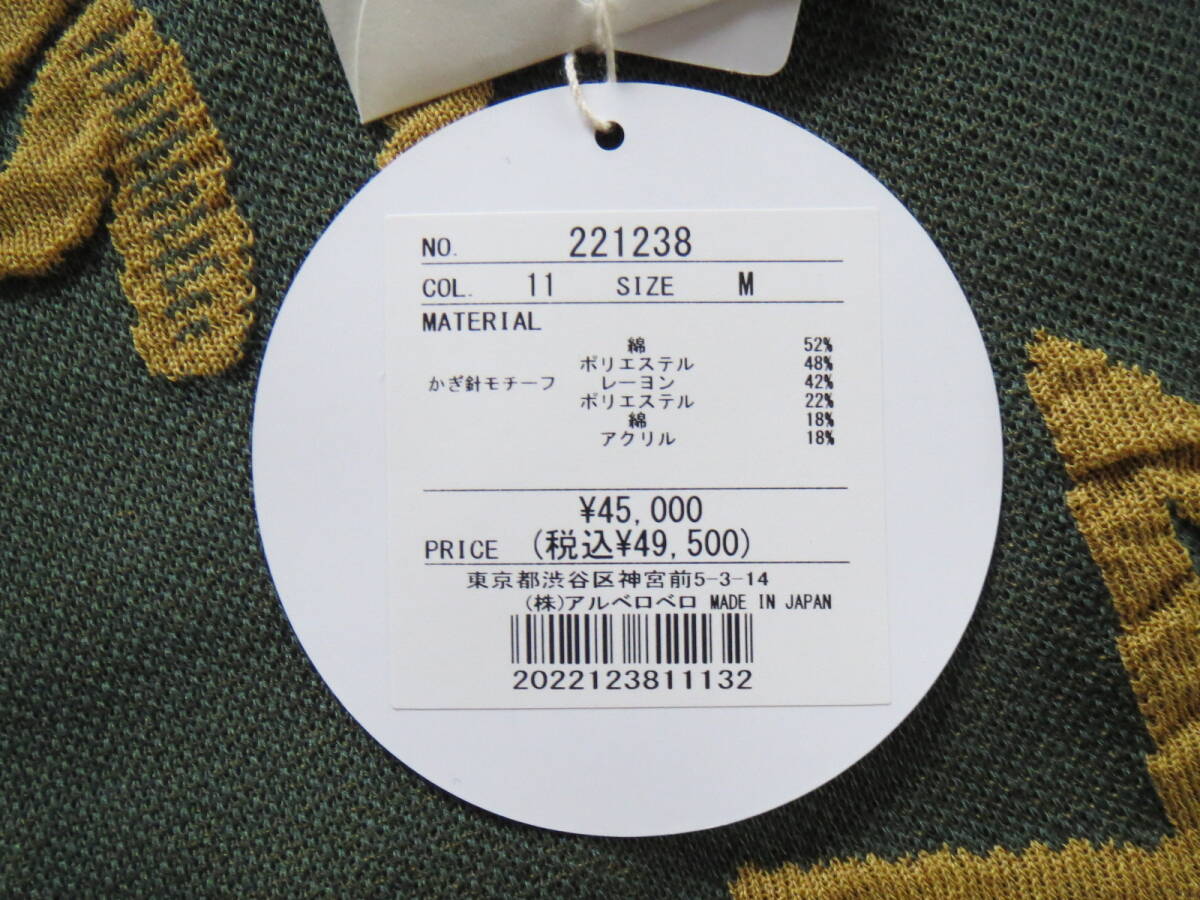 NO. 221238
COL. 11 SIZE M
MATERIAL
綿 52%
ポリエステル 48%
かぎ針モチーフ レーヨン 42%
ポリエステル 22%
綿 18%
アクリル 18%
¥45,000
PRICE (税込¥49,500)
東京都渋谷区神宮前5-3-14
(株)アルベロベロ MADE IN JAPAN
2022123811132